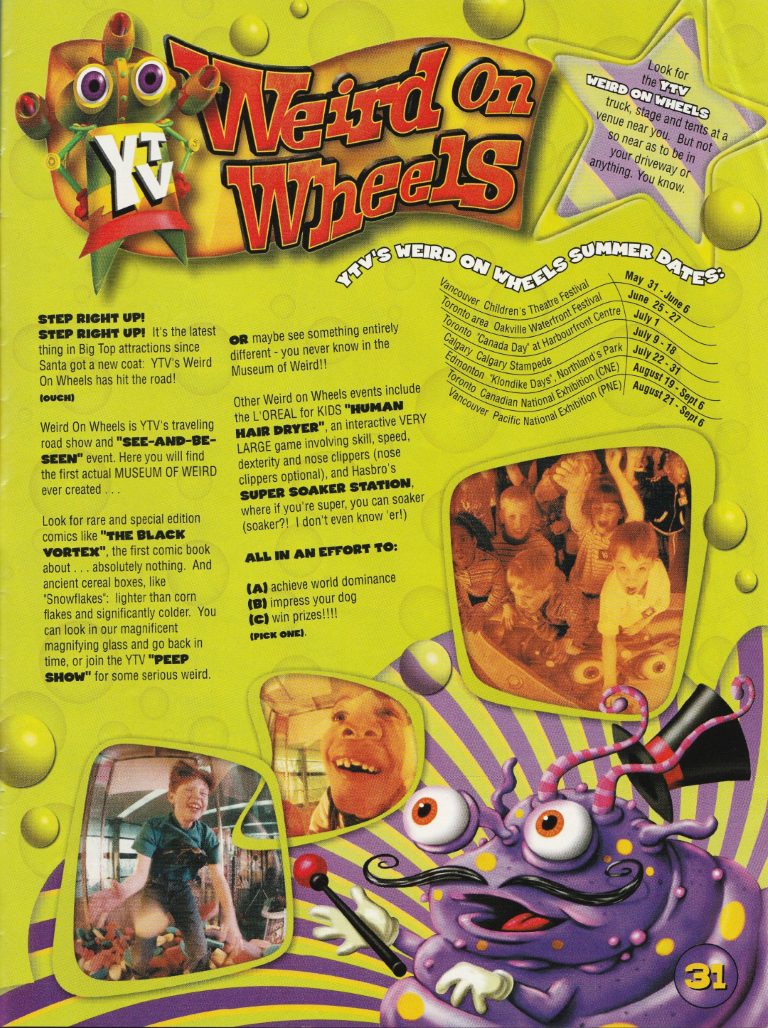 YTV
Weird On
Wheels
Look for
the YTV
WEIRD ON WHEELS
truck, stage and tents at a
venue near you. But not
so near as to be in
your driveway or
anything. You know.
YTV'S WEIRD ON WHEELS SUMMER DATES:
Vancouver Children's Theatre Festival May 31 - June 6
Toronto area Oakville Waterfront Festival June 25 - 27
Toronto "Canada Day" at Harbourfront Centre July 1
Calgary Calgary Stampede July 9 - 18
Edmonton "Klondike Days", Northland's Park July 22 - 31
Toronto Canadian National Exhibition (CNE) August 19 - Sept 6
Vancouver Pacific National Exhibition (PNE) August 21 - Sept 6
STEP RIGHT UP!
STEP RIGHT UP! It's the latest
thing in Big Top attractions since
Santa got a new coat: YTV's Weird
On Wheels has hit the road!
(OUCH)
Weird On Wheels is YTV's traveling
road show and "SEE-AND-BE-
SEEN" event. Here you will find
the first actual MUSEUM OF WEIRD
ever created . . .
Look for rare and special edition
comics like "THE BLACK
VORTEX", the first comic book
about . . . absolutely nothing. And
ancient cereal boxes, like
"Snowflakes": lighter than corn
flakes and significantly colder. You
can look in our magnificent
magnifying glass and go back in
time, or join the YTV "PEEP
SHOW" for some serious weird.
OR maybe see something entirely
different - you never know in the
Museum of Weird!!
Other Weird on Wheels events include
the L'OREAL for KIDS "HUMAN
HAIR DRYER", an interactive VERY
LARGE game involving skill, speed,
dexterity and nose clippers (nose
clippers optional), and Hasbro's
SUPER SOAKER STATION,
where if you're super, you can soaker
(soaker?! I don't even know 'er!)
ALL IN AN EFFORT TO:
(A) achieve world dominance
(B) impress your dog
(C) win prizes!!!!
(PICK ONE).
31